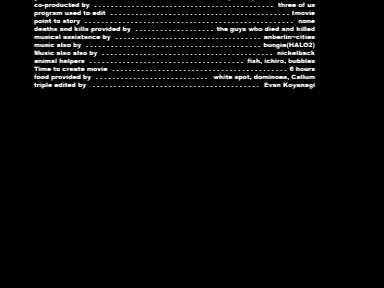 co-producted by ................................................ three of us
program used to edit ................................................ imovie
point to story ................................................ none
deaths and kills provided by ........................ the guys who died and killed
musical assistance by ................................................ anberlin~cities
music also by ................................................ bungie(HALO2)
Music also also by ................................................ nickelback
animal helpers ................................................ fish, ichiro, bubbles
Time to create movie ................................................ 6 hours
food provided by ................................ white spot, dominoes, Callum
triple edited by ................................................ Evan Koyanagi